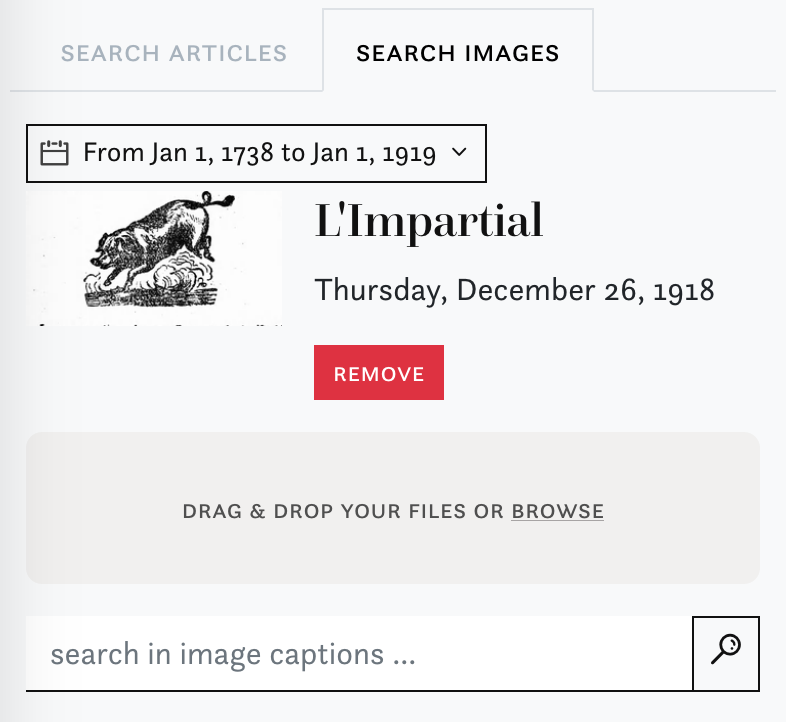 SEARCH ARTICLES
SEARCH IMAGES
From Jan 1, 1738 to Jan 1, 1919
L'Impartial
Thursday, December 26, 1918
REMOVE
DRAG & DROP YOUR FILES OR BROWSE
search in image captions ...